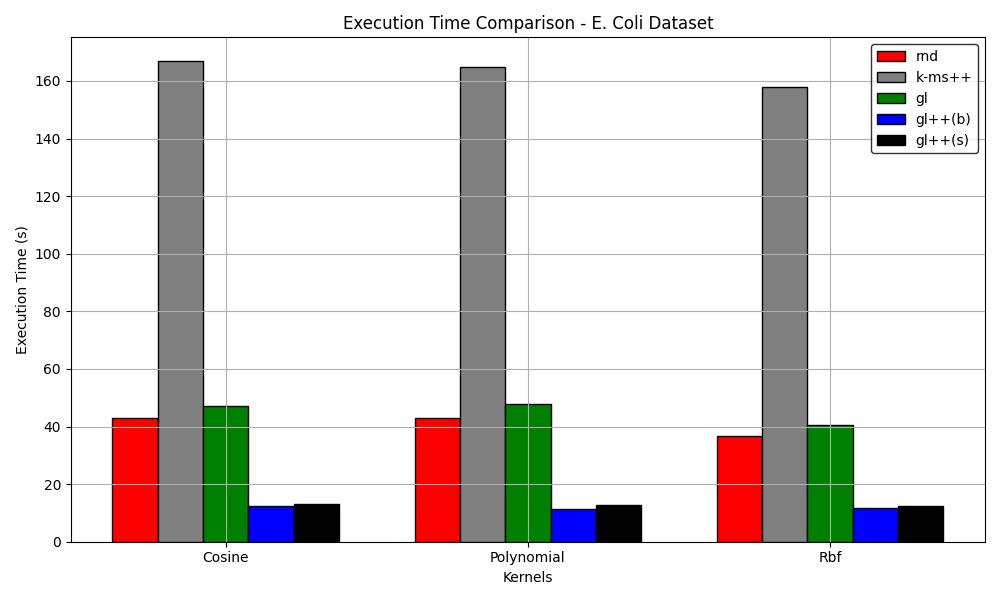 Execution Time Comparison - E. Coli Dataset
rnd
k-ms++
gl
gl++(b)
gl++(s)
Execution Time (s)
160
140
120
100
80
60
40
20
0
Cosine Polynomial Rbf
Kernels